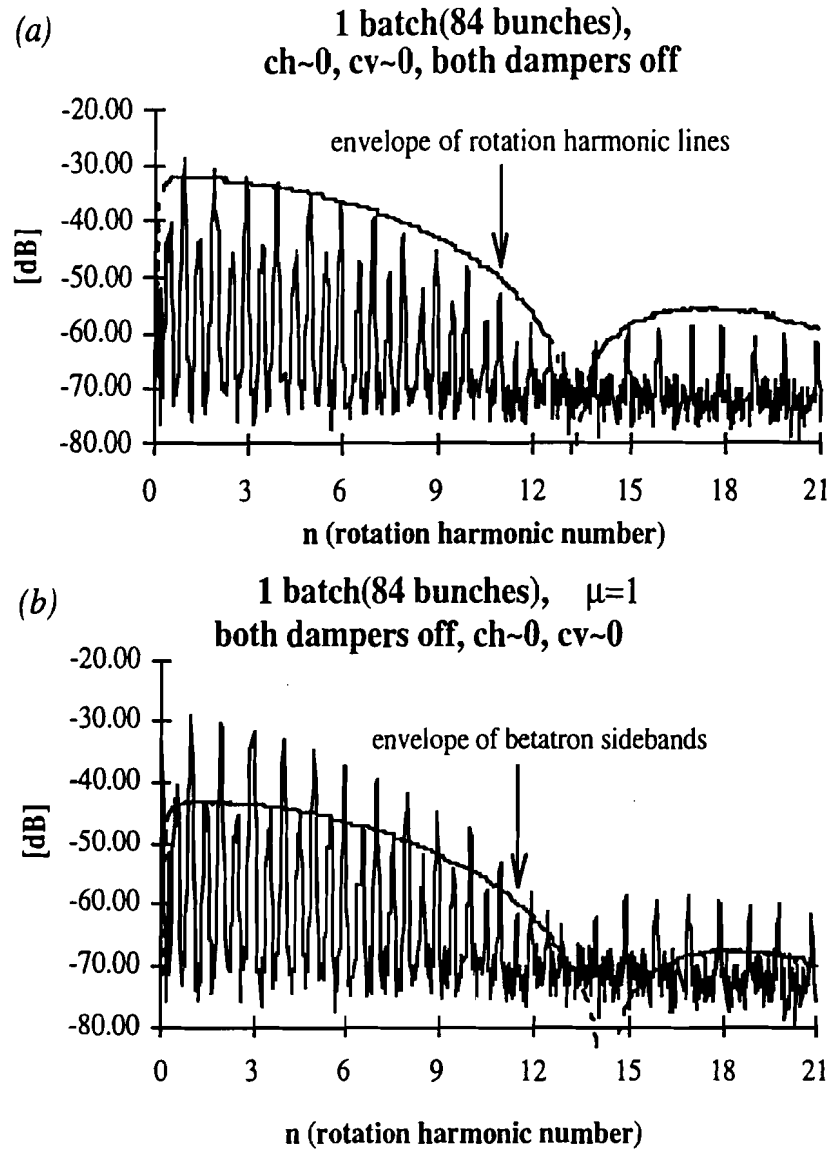 (a)
1 batch(84 bunches),
ch~0, cv~0, both dampers off
-20.00
envelope of rotation harmonic lines
-30.00
-40.00
[dB]
-50.00
-60.00
-70.00
-80.00
0 3 6 9 12 15 18 21
n (rotation harmonic number)
(b)
1 batch(84 bunches), μ=1
both dampers off, ch~0, cv~0
-20.00
-30.00
envelope of betatron sidebands
-40.00
[dB]
-50.00
-60.00
-70.00
-80.00
0 3 6 9 12 15 18 21
n (rotation harmonic number)